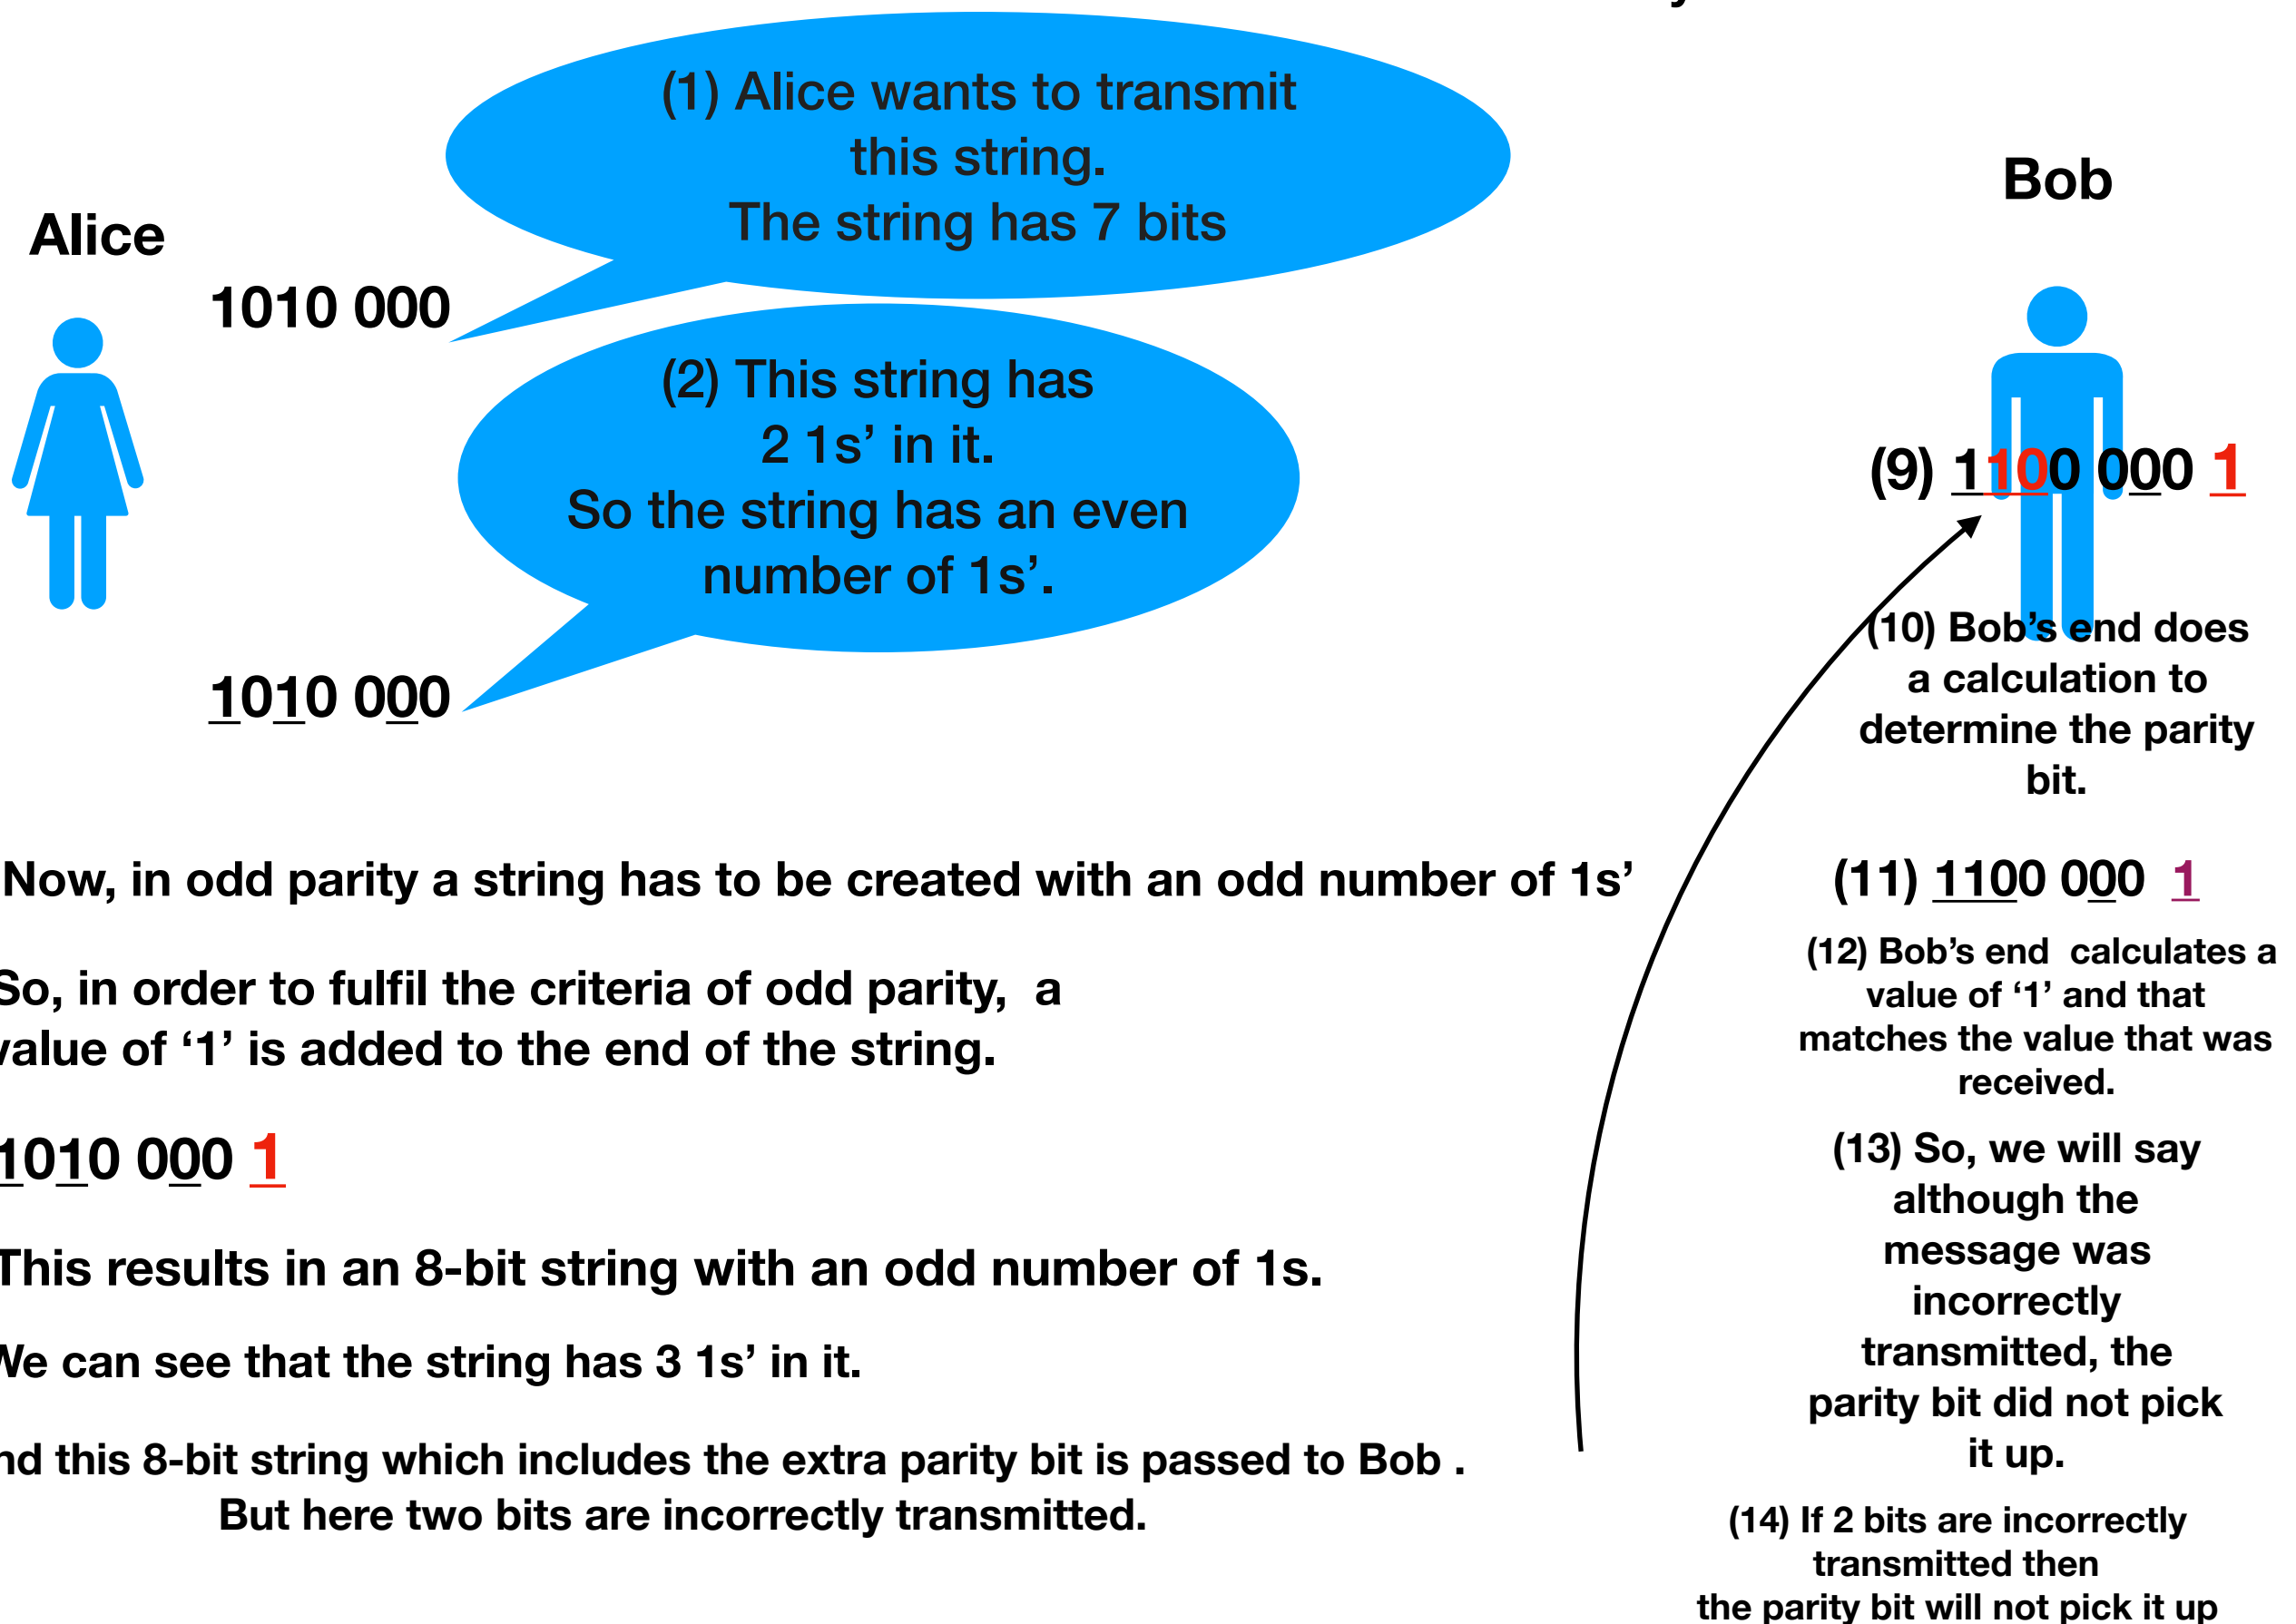 Alice
1010 000
(1) Alice wants to transmit
this string.
The string has 7 bits
(2) This string has
2 1s’ in it.
So the string has an even
number of 1s’.
1010 000
Now, in odd parity a string has to be created with an odd number of 1s’
So, in order to fulfil the criteria of odd parity, a
value of ‘1’ is added to the end of the string.
1010 000 1
This results in an 8-bit string with an odd number of 1s.
We can see that the string has 3 1s’ in it.
nd this 8-bit string which includes the extra parity bit is passed to Bob .
But here two bits are incorrectly transmitted.
Bob
(9) 1100 000 1
(10) Bob’s end does
a calculation to
determine the parity
bit.
(11) 1100 000 1
(12) Bob’s end calculates a
value of ‘1’ and that
matches the value that was
received.
(13) So, we will say
although the
message was
incorrectly
transmitted, the
parity bit did not pick
it up.
(14) If 2 bits are incorrectly
transmitted then
the parity bit will not pick it up